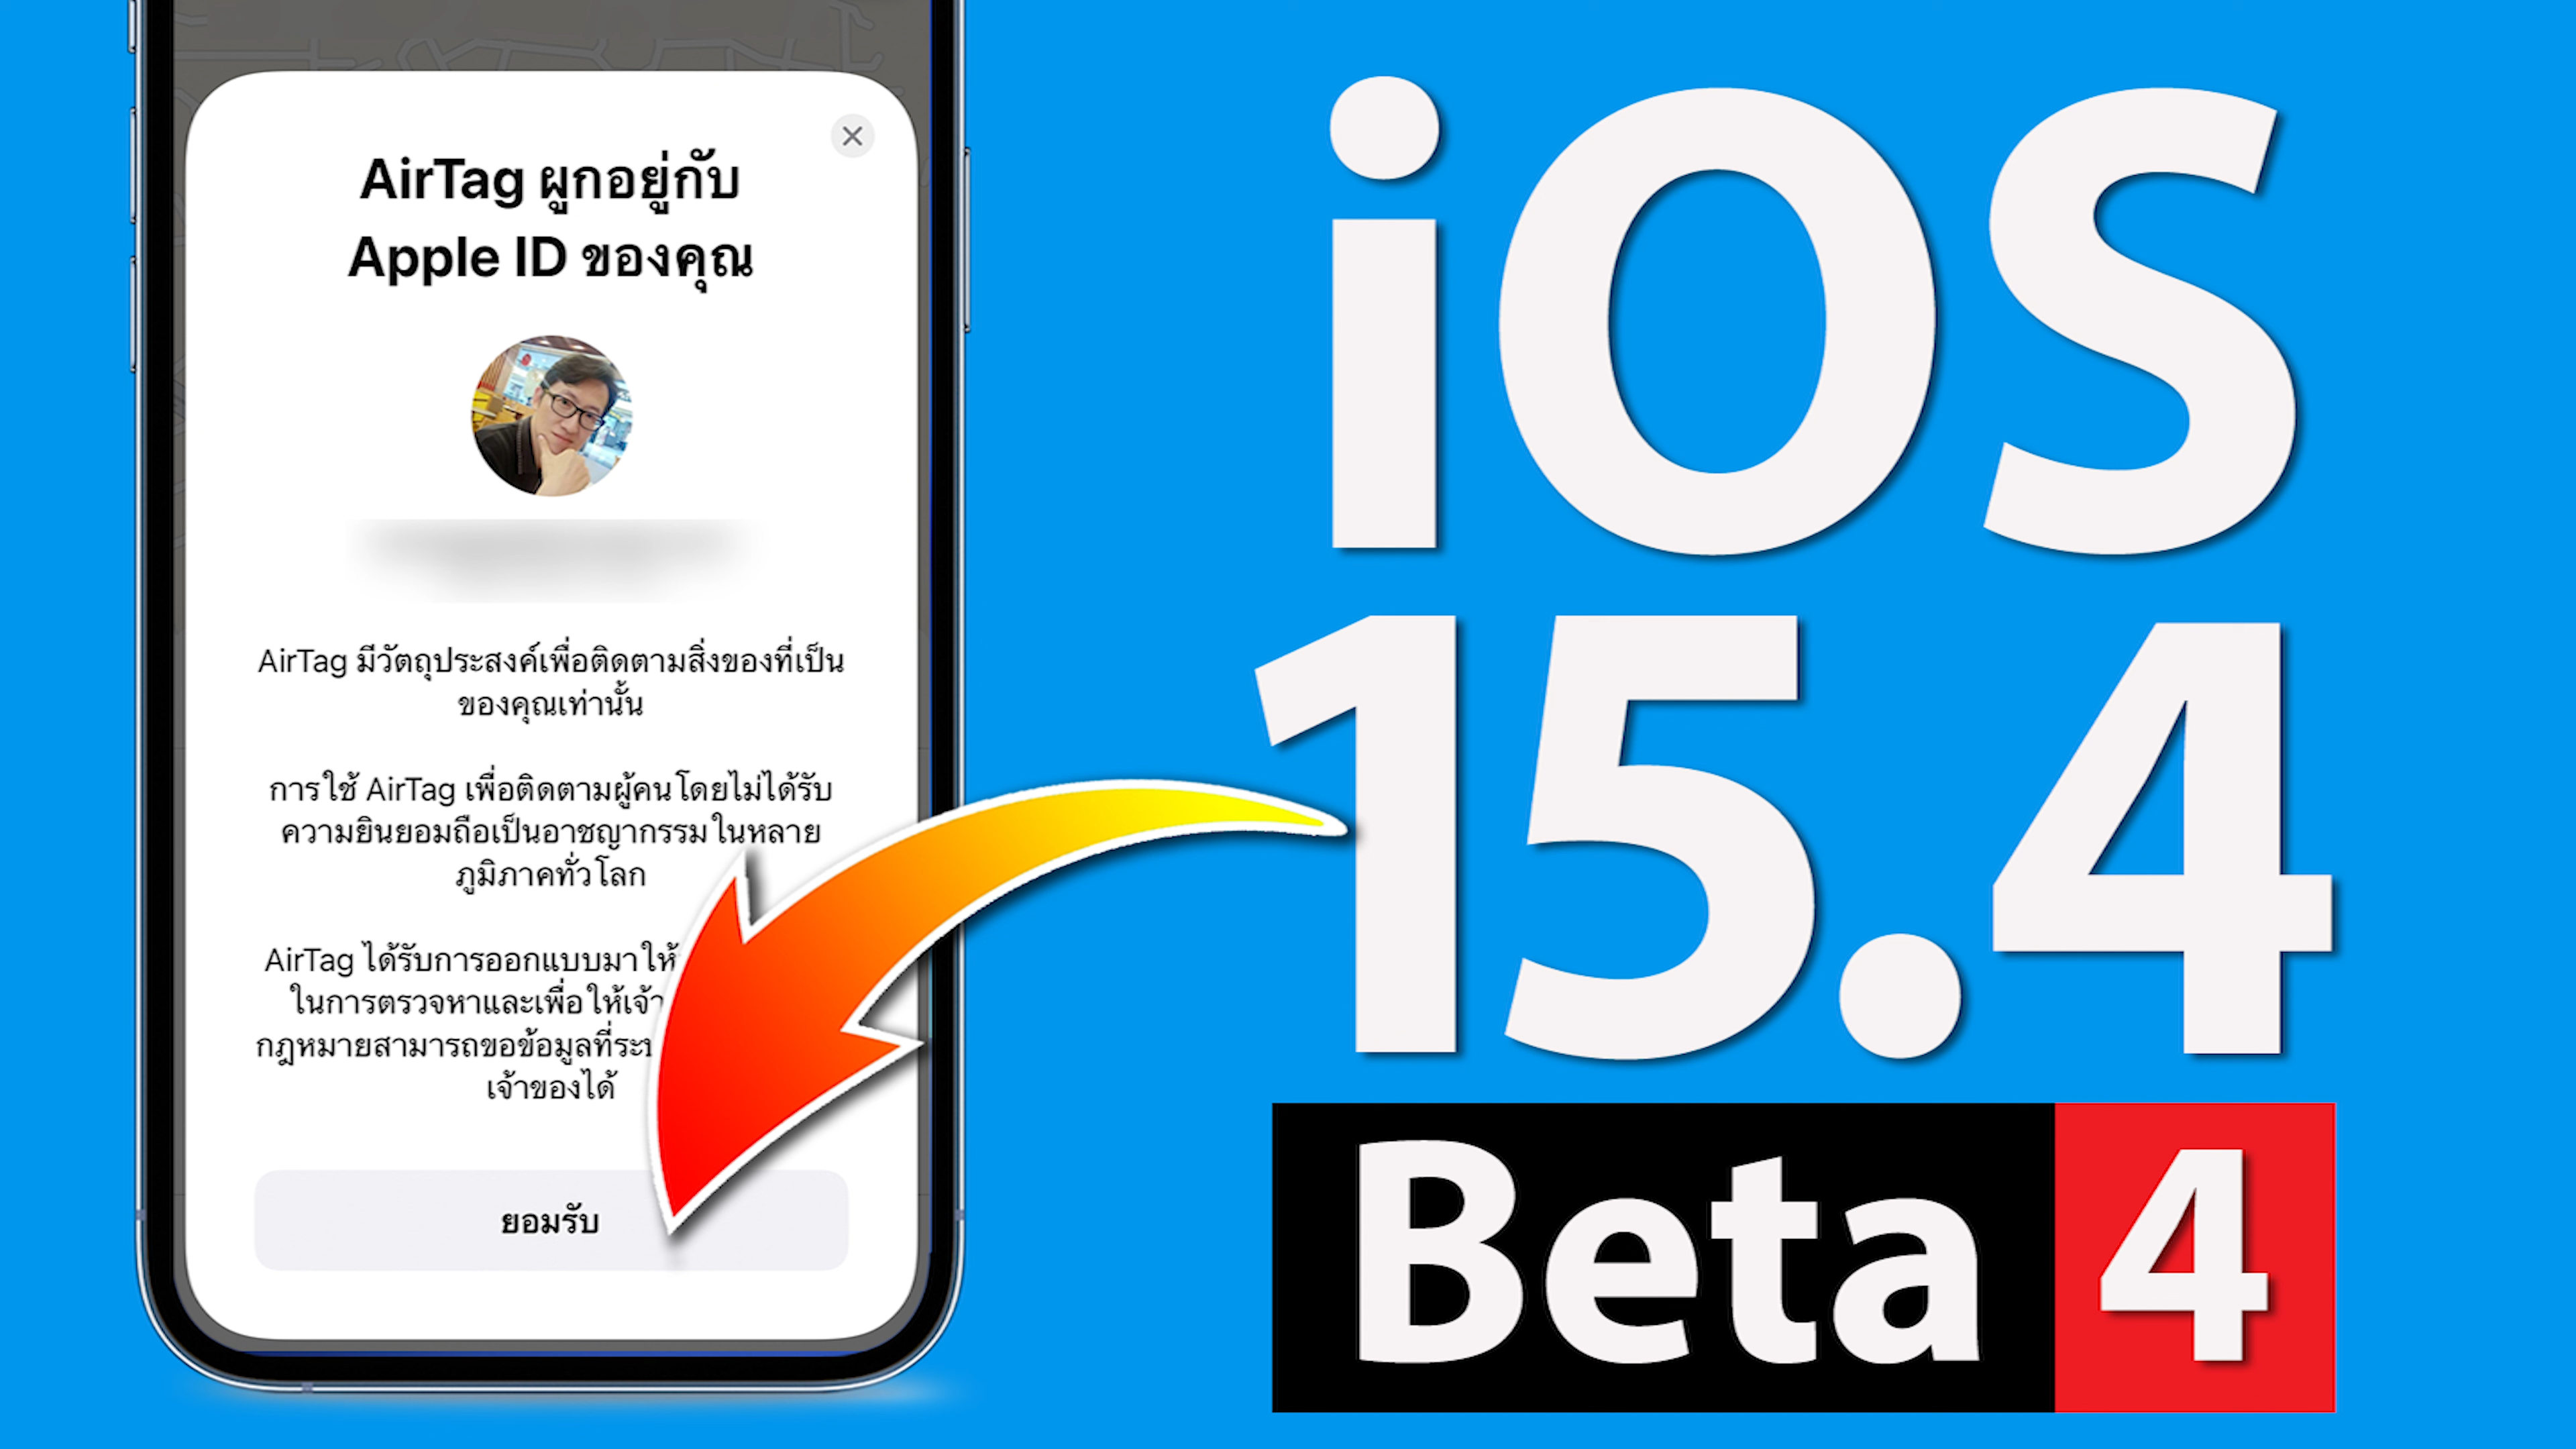 AirTag ผูกอยู่กับ
Apple ID ของคุณ
AirTag มีวัตถุประสงค์เพื่อติดตามสิ่งของที่เป็น
ของคุณเท่านั้น
การใช้ AirTag เพื่อติดตามผู้คนโดยไม่ได้รับ
ความยินยอมถือเป็นอาชญากรรมในหลาย
ภูมิภาคทั่วโลก
AirTag ได้รับการออกแบบมาให้
ในการตรวจหาและเพื่อให้เจ้า
กฎหมายสามารถขอข้อมูลที่
เจ้าของได้
ยอมรับ
iOS
15.4
Beta 4